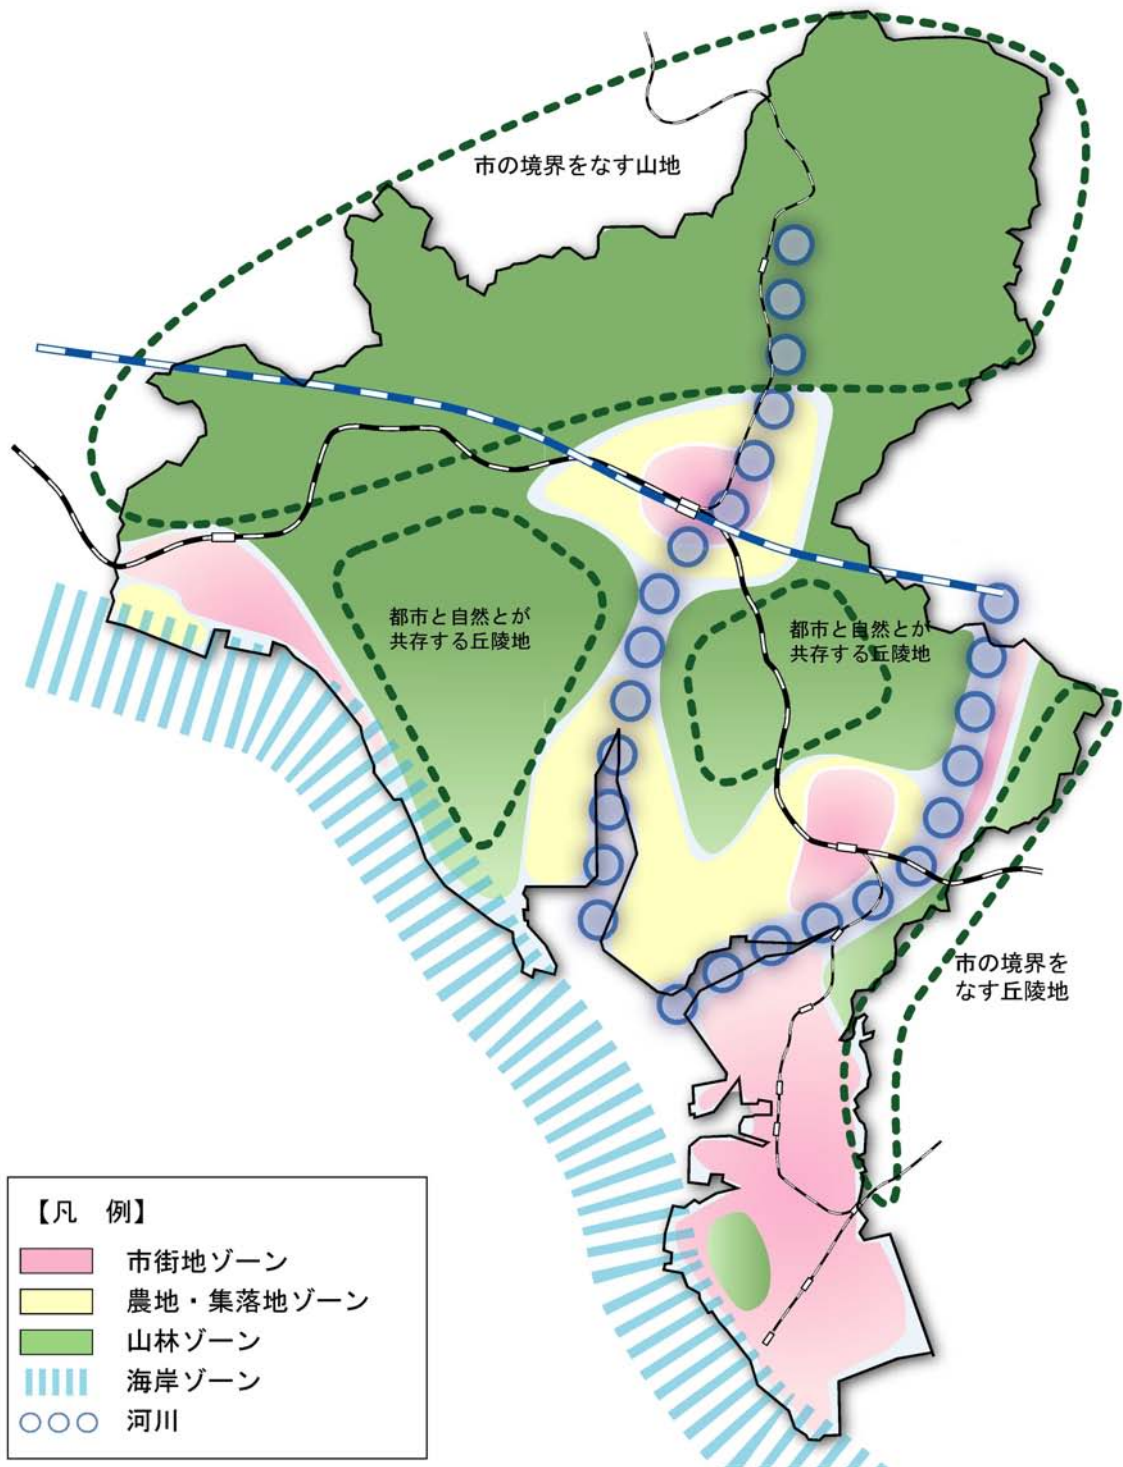 市の境界をなす山地
都市と自然とが
共存する丘陵地
都市と自然とが
共存する丘陵地
市の境界を
なす丘陵地
【凡　例】
市街地ゾーン
農地・集落地ゾーン
山林ゾーン
海岸ゾーン
河川